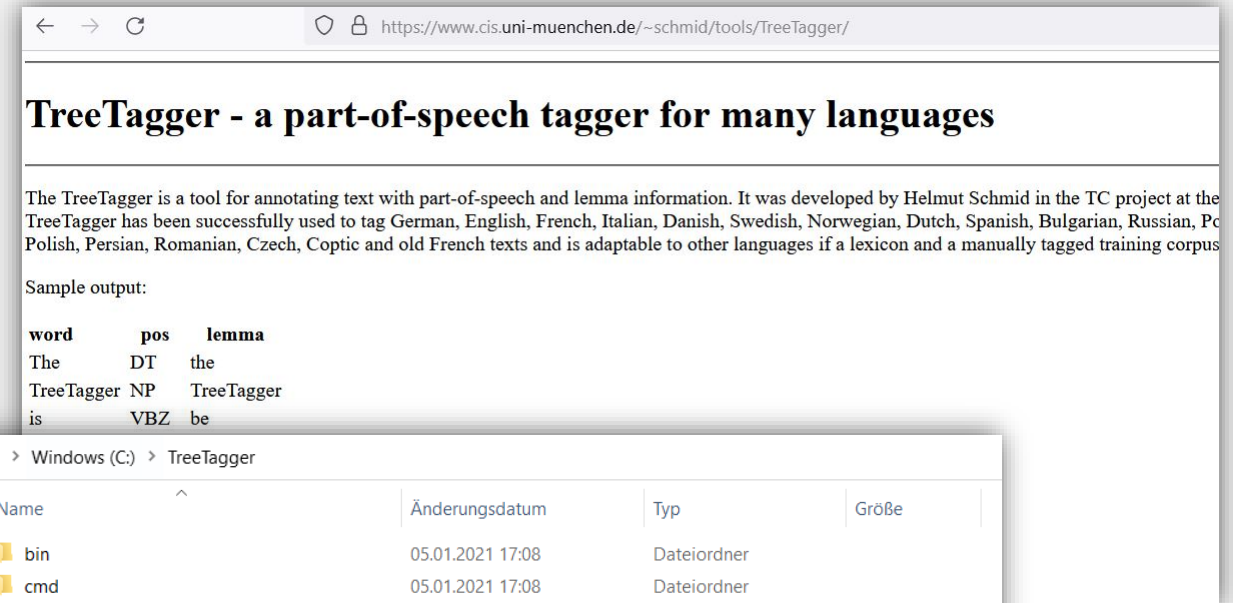 https://www.cis.uni-muenchen.de/~schmid/tools/TreeTagger/
TreeTagger - a part-of-speech tagger for many languages
The TreeTagger is a tool for annotating text with part-of-speech and lemma information. It was developed by Helmut Schmid in the TC project at the
TreeTagger has been successfully used to tag German, English, French, Italian, Danish, Swedish, Norwegian, Dutch, Spanish, Bulgarian, Russian,
Polish, Persian, Romanian, Czech, Coptic and old French texts and is adaptable to other languages if a lexicon and a manually tagged training corpus
Sample output:
word pos lemma
The DT the
TreeTagger NP TreeTagger
is VBZ be
> Windows (C:) > TreeTagger
Name Änderungsdatum Typ Größe
bin 05.01.2021 17:08 Dateiordner
cmd 05.01.2021 17:08 Dateiordner